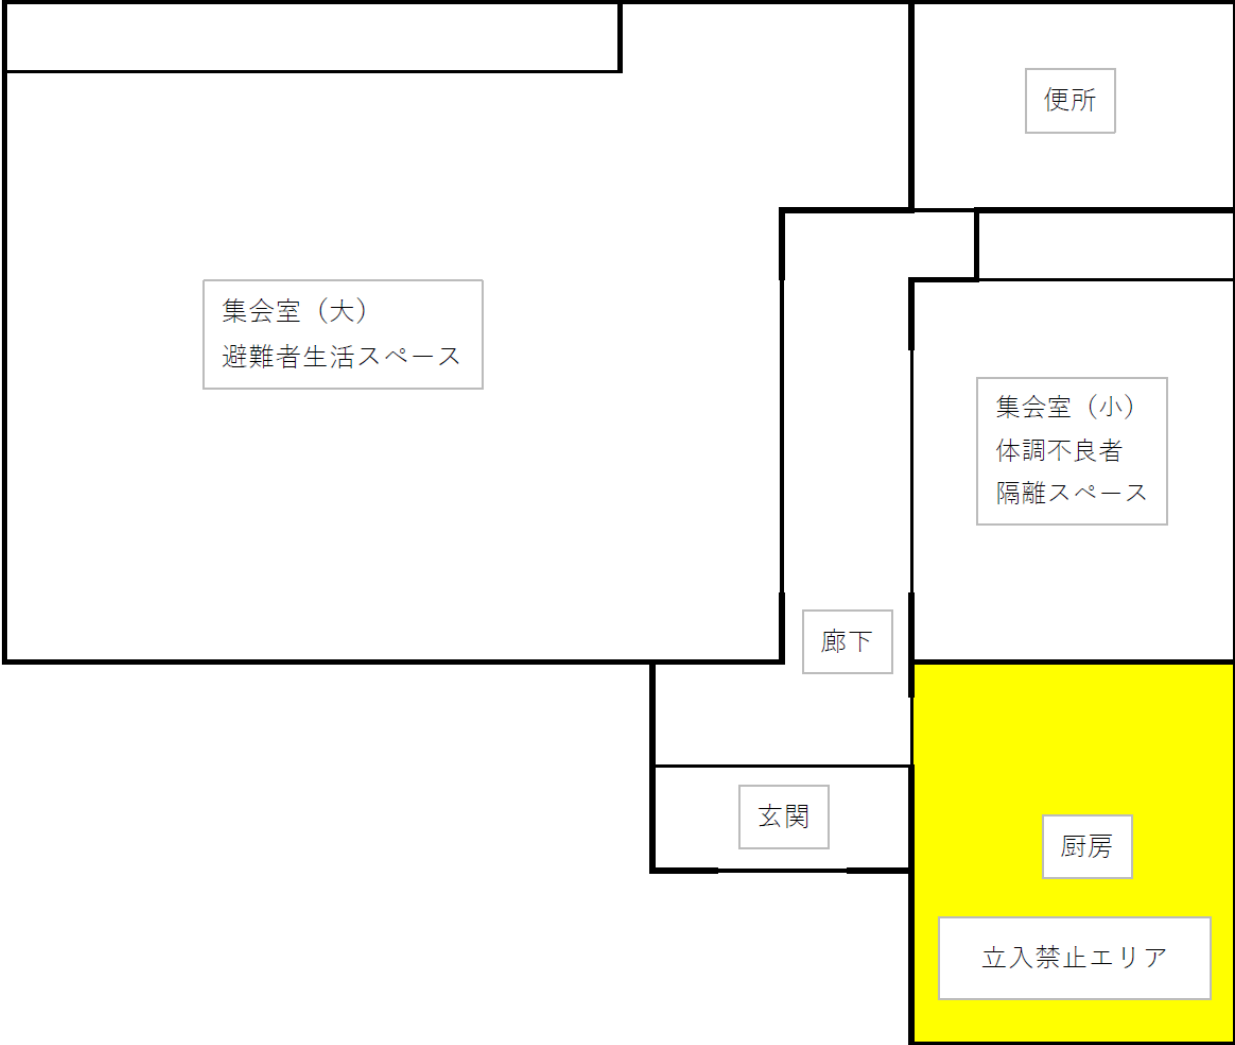 便所
集会室（大）
避難者生活スペース
集会室（小）
体調不良者
隔離スペース
廊下
玄関
厨房
立入禁止エリア